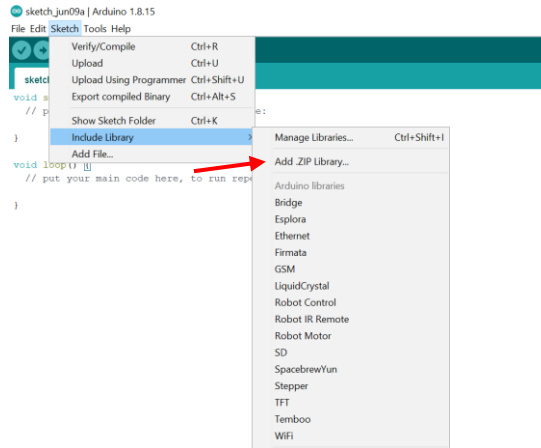 sketch_jun09a | Arduino 1.8.15
File Edit Sketch Tools Help
Verify/Compile Ctrl+R
Upload Ctrl+U
Upload Using Programmer Ctrl+Shift+U
Export compiled Binary Ctrl+Alt+S
Show Sketch Folder Ctrl+K
Include Library
Add File...
sketch
void s
// p e:
}
void loop() {
// put your main code here, to run repe
}
Manage Libraries... Ctrl+Shift+I
Add .ZIP Library...
Arduino libraries
Bridge
Esplora
Ethernet
Firmata
GSM
LiquidCrystal
Robot Control
Robot IR Remote
Robot Motor
SD
SpacebrewYun
Stepper
TFT
Temboo
WiFi